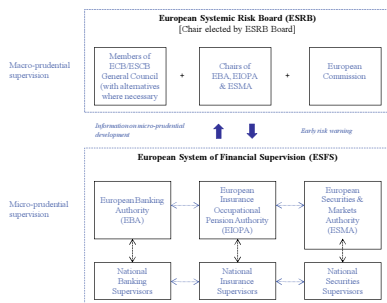 European Systemic Risk Board (ESRB)
[Chair elected by ESRB Board]
Macro-prudential
supervision
Members of
ECB/ESCB
General Council
(with alternatives
where necessary
+
Chairs of
EBA, EIOPA
& ESMA
+
European
Commission
Information on micro-prudential
development
Early risk warning
European System of Financial Supervision (ESFS)
Micro-prudential
supervision
European Banking
Authority
(EBA)
European
Insurance
Occupational
Pension Authority
(EIOPA)
European
Securities &
Markets
Authority
(ESMA)
National
Banking
Supervisors
National
Insurance
Supervisors
National
Securities
Supervisors